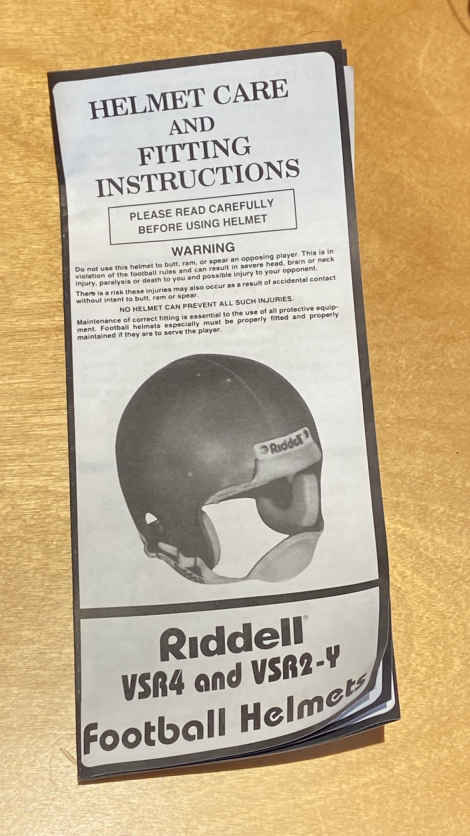 HELMET CARE
AND
FITTING
INSTRUCTIONS
PLEASE READ CAREFULLY
BEFORE USING HELMET
WARNING
Do not use this helmet to butt, ram, or spear an opposing player. This is in
violation of the football rules and can result in severe head, brain or neck
injury, paralysis or death to you and possible injury to your opponent.
There is a risk these injuries may also occur as a result of accidental contact
without intent to butt, ram or spear.
NO HELMET CAN PREVENT ALL SUCH INJURIES.
Maintenance of correct fitting is essential to the use of all protective equip-
ment. Football helmets especially must be properly fitted and properly
maintained if they are to serve the player.
Riddell
Riddell®
VSR4 and VSR2-Y
Football Helmets